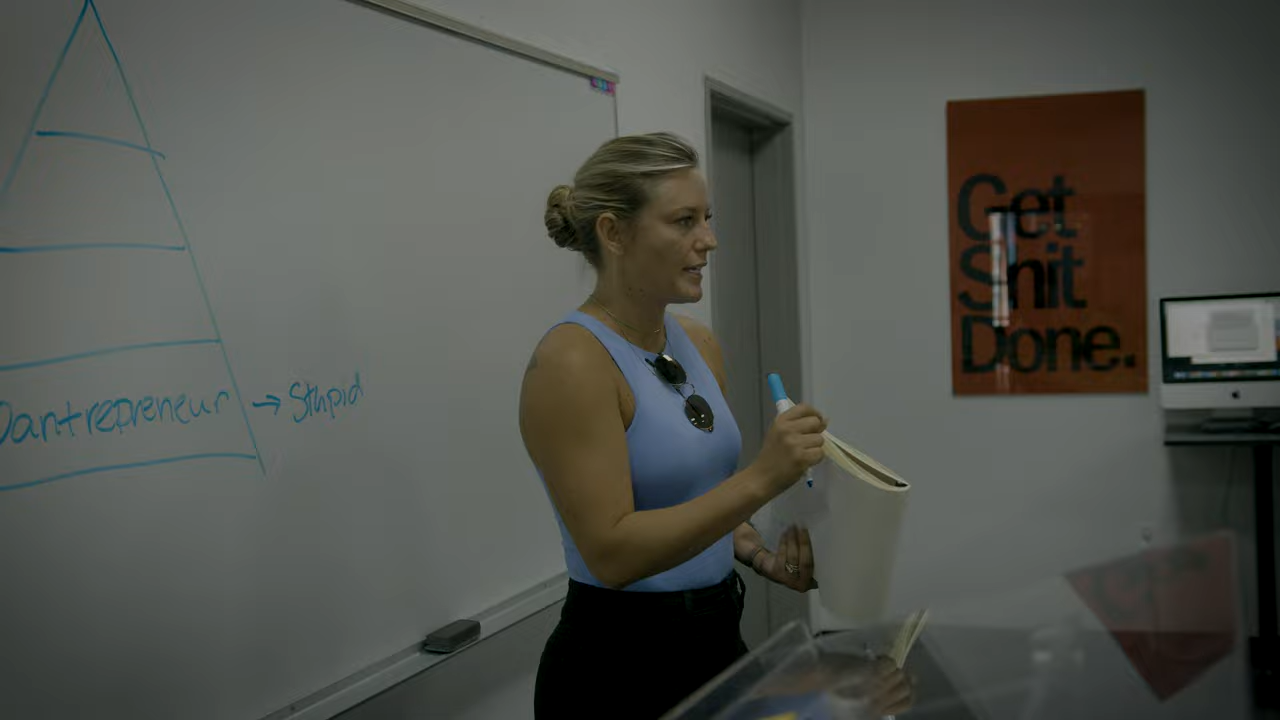 Dantrepreneur → Stupid
Get
Shit
Done.